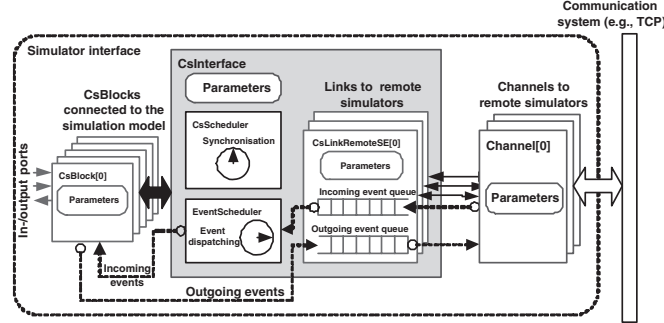 Communication
system (e.g., TCP)
Simulator interface
CsInterface
Parameters
CsBlocks
connected to the
simulation model
Links to remote
simulators
Channels to
remote simulators
CsScheduler
Synchronisation
CsLinkRemoteSE[0]
Parameters
Channel[0]
Parameters
In-/output ports
CsBlock[0]
Parameters
Incoming event queue
EventScheduler
Event
dispatching
Outgoing event queue
Incoming
events
Outgoing events